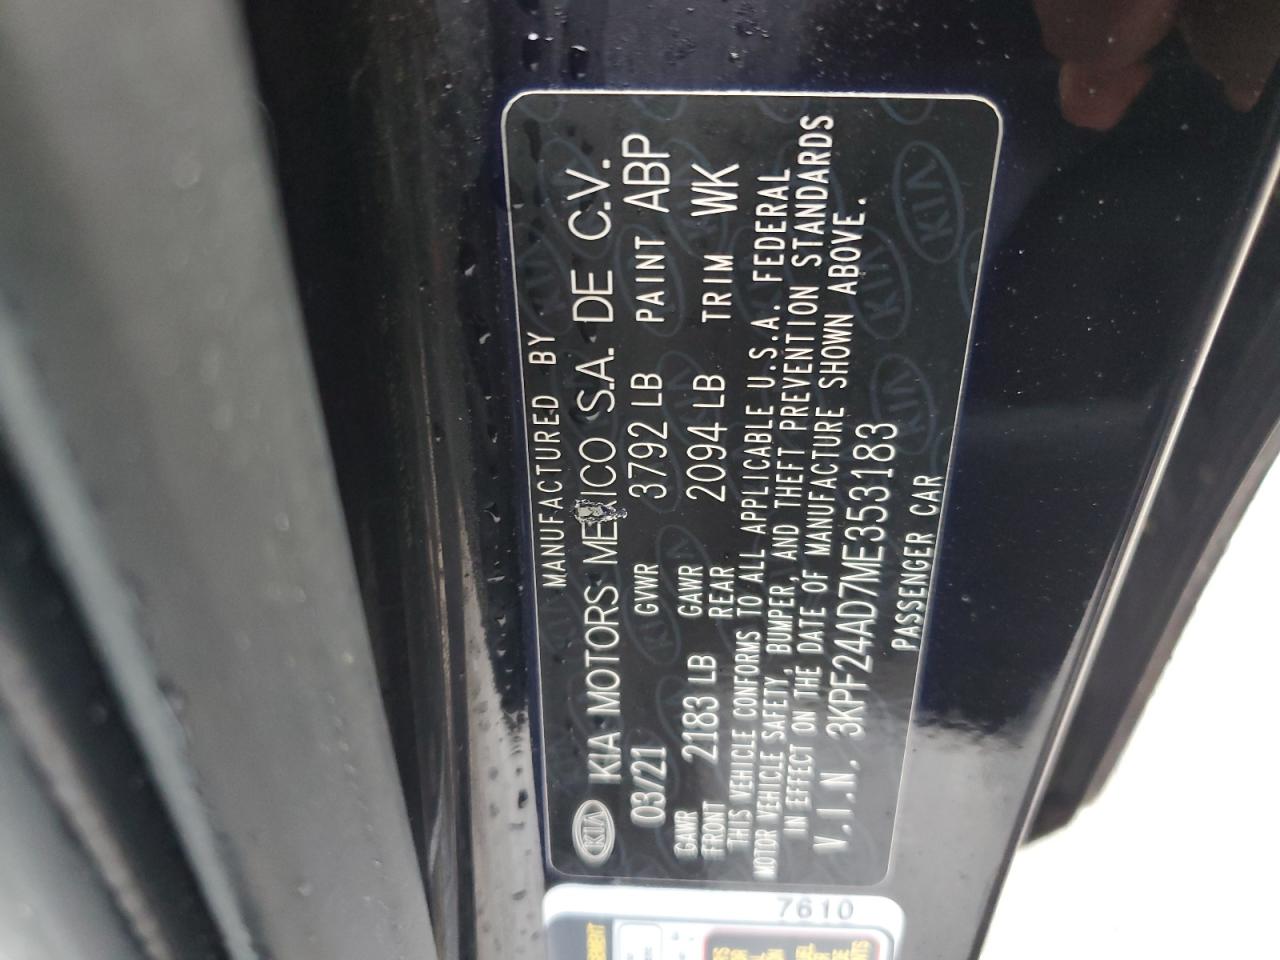 MANUFACTURED BY
KIA KIA MOTORS MEXICO S.A. DE C.V.
03/21 GVWR 3792 LB PAINT ABP
GAWR FRONT 2183 LB GAWR REAR 2094 LB TRIM WK
THIS VEHICLE CONFORMS TO ALL APPLICABLE U.S.A. FEDERAL
MOTOR VEHICLE SAFETY, BUMPER, AND THEFT PREVENTION STANDARDS
IN EFFECT ON THE DATE OF MANUFACTURE SHOWN ABOVE.
V.I.N. 3KPF24AD7ME353183
PASSENGER CAR
7610